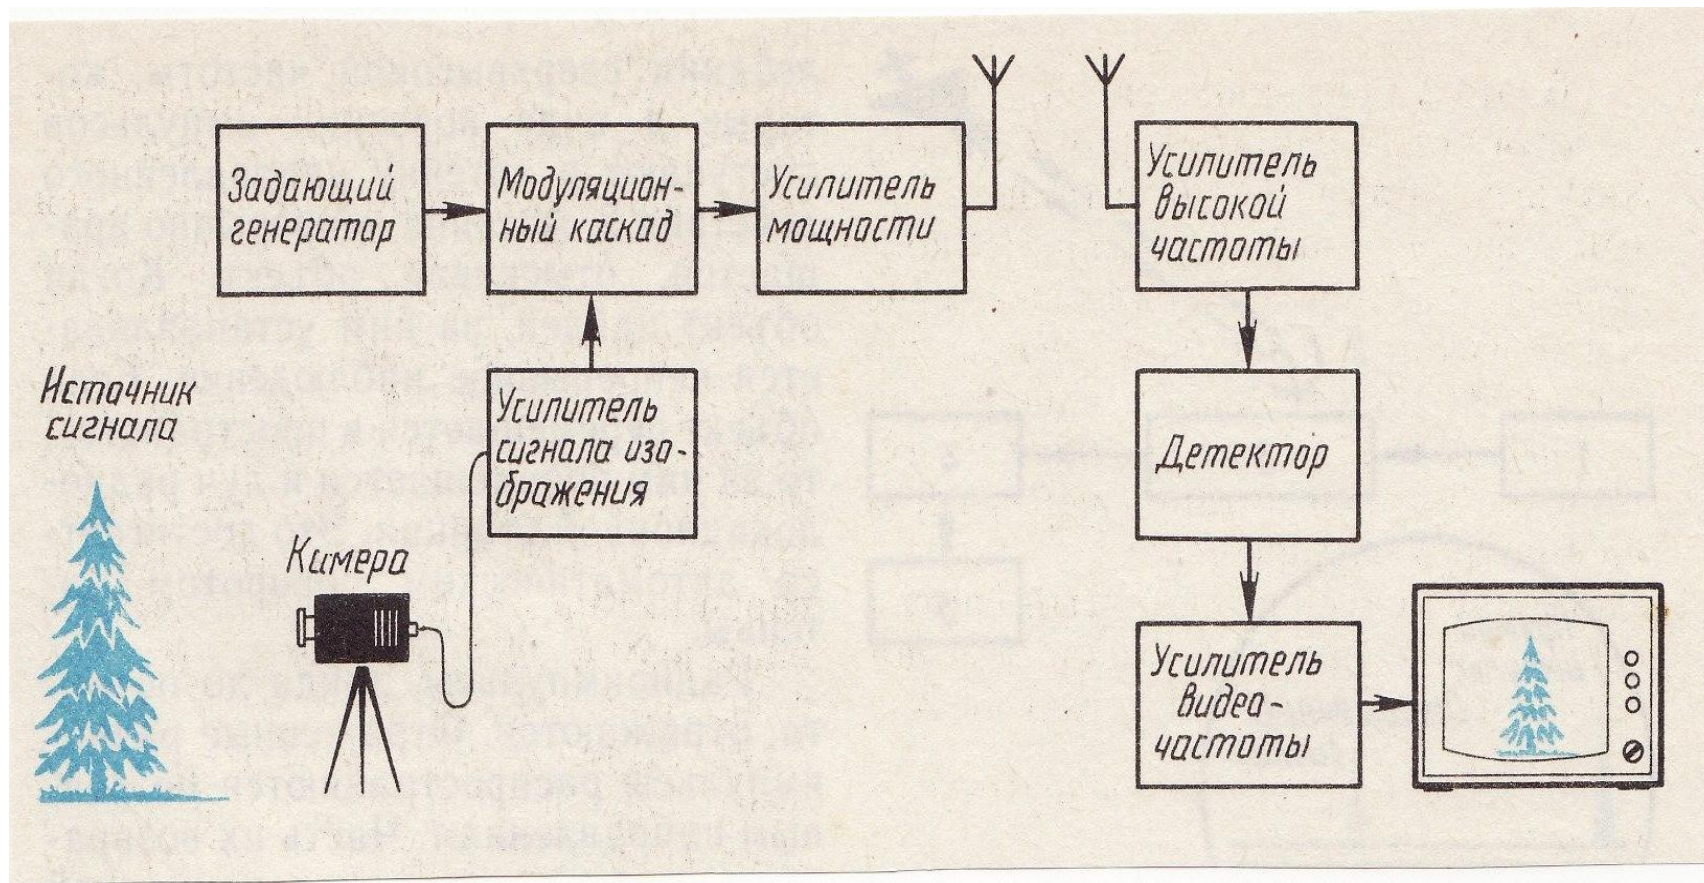 Задающий
генератор
Модуляцион-
ный каскад
Усилитель
мощности
Усилитель
высокой
частоты
Источник
сигнала
Усилитель
сигнала изо-
бражения
Детектор
Кимера
Усилитель
видео-
частоты